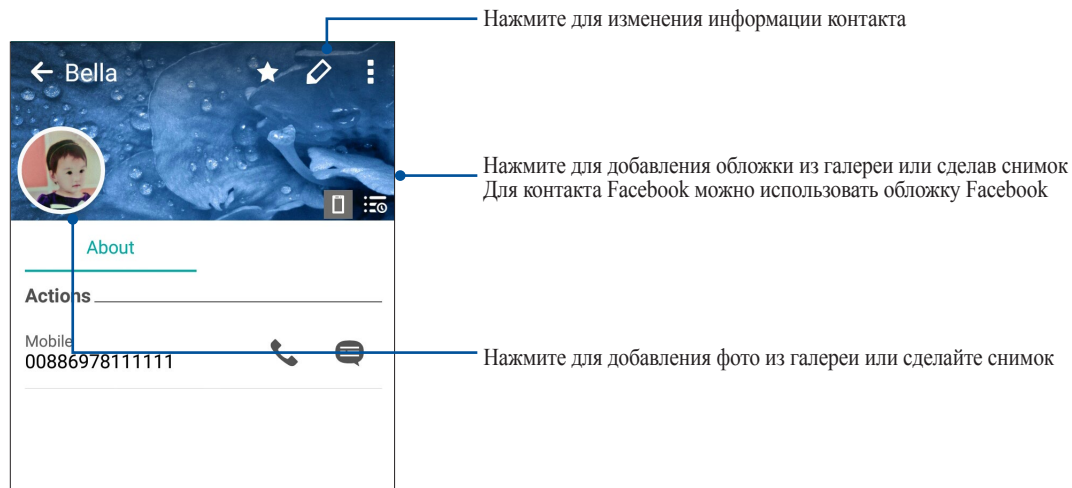 Нажмите для изменения информации контакта
Bella
Нажмите для добавления обложки из галереи или сделав снимок
Для контакта Facebook можно использовать обложку Facebook
About
Actions
Mobile
00886978111111
Нажмите для добавления фото из галереи или сделайте снимок